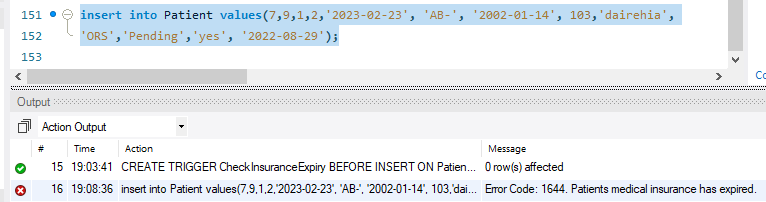 151 insert into Patient values(7,9,1,2,'2023-02-23', 'AB-', '2002-01-14', 103,'dairehia',
152 'ORS','Pending','yes', '2022-08-29');
153
Co
Output
Action Output
# Time Action Message
15 19:03:41 CREATE TRIGGER CheckInsuranceExpiry BEFORE INSERT ON Patien... 0 row(s) affected
16 19:08:36 insert into Patient values(7,9,1,2,'2023-02-23', 'AB-', '2002-01-14', 103,'dai... Error Code: 1644. Patients medical insurance has expired.